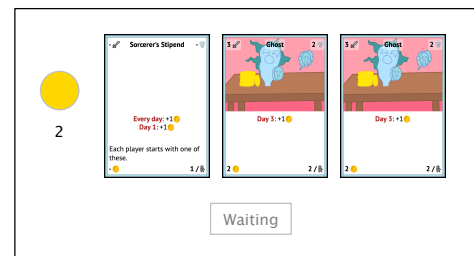 - Sorcerer's Stipend -
3 Ghost 2
3 Ghost 2
Every day: +1
Day 1: +1
Day 3: +1
Day 3: +1
2
Each player starts with one of
these.
- 1 /
2 2 /
2 2 /
Waiting